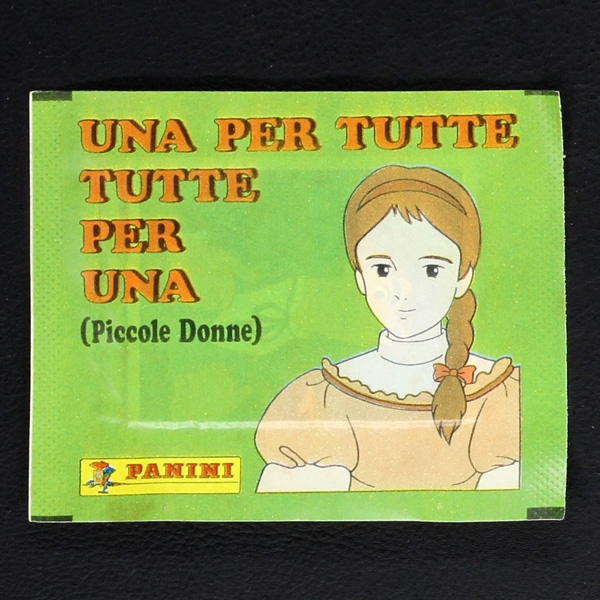 UNA PER TUTTE
TUTTE
PER
UNA
(Piccole Donne)
PANINI